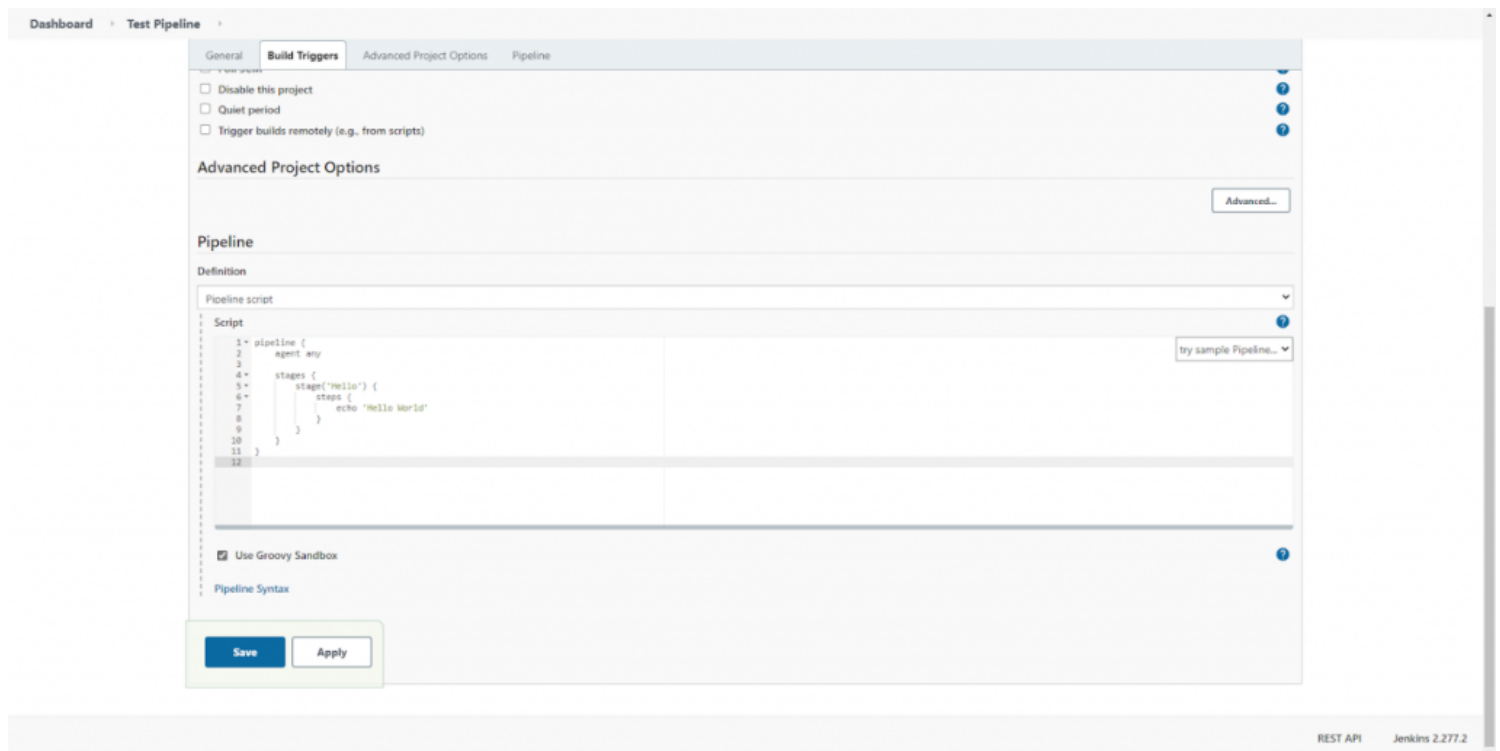 Dashboard Test Pipeline
General Build Triggers Advanced Project Options Pipeline
Disable this project
Quiet period
Trigger builds remotely (e.g., from scripts)
Advanced Project Options
Advanced...
Pipeline
Definition
Pipeline script
Script
try sample Pipeline...
1 pipeline {
2 agent any
3
4 stages {
5 stage('Hello') {
6 steps {
7 echo 'Hello World'
8 }
9 }
10 }
11 }
12
Use Groovy Sandbox
Pipeline Syntax
Save Apply
REST API Jenkins 2.277.2